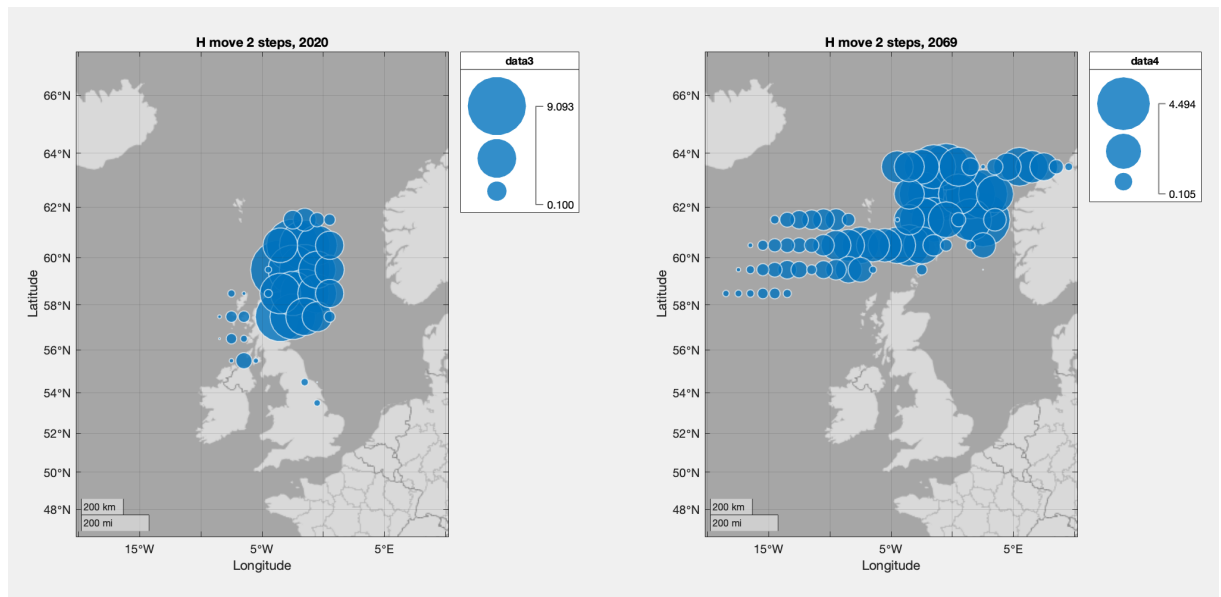 H move 2 steps, 2020
data3
9.093
0.100
66°N
64°N
62°N
60°N
58°N
56°N
54°N
52°N
50°N
48°N
Latitude
200 km
200 mi
15°W
5°W
5°E
Longitude
H move 2 steps, 2069
data4
4.494
0.105
66°N
64°N
62°N
60°N
58°N
56°N
54°N
52°N
50°N
48°N
Latitude
200 km
200 mi
15°W
5°W
5°E
Longitude